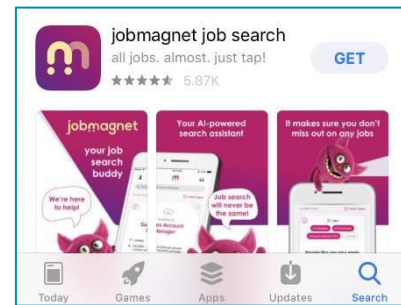 jobmagnet job search
all jobs. almost. just tap!
GET
5.87K
jobmagnet
your job
search
buddy
We're here
to help!
Your AI-powered
search assistant
Account
Manager
Job search
will never be
the same!
It makes sure you don't
miss out on any jobs
Today
Games
Apps
Updates
Search